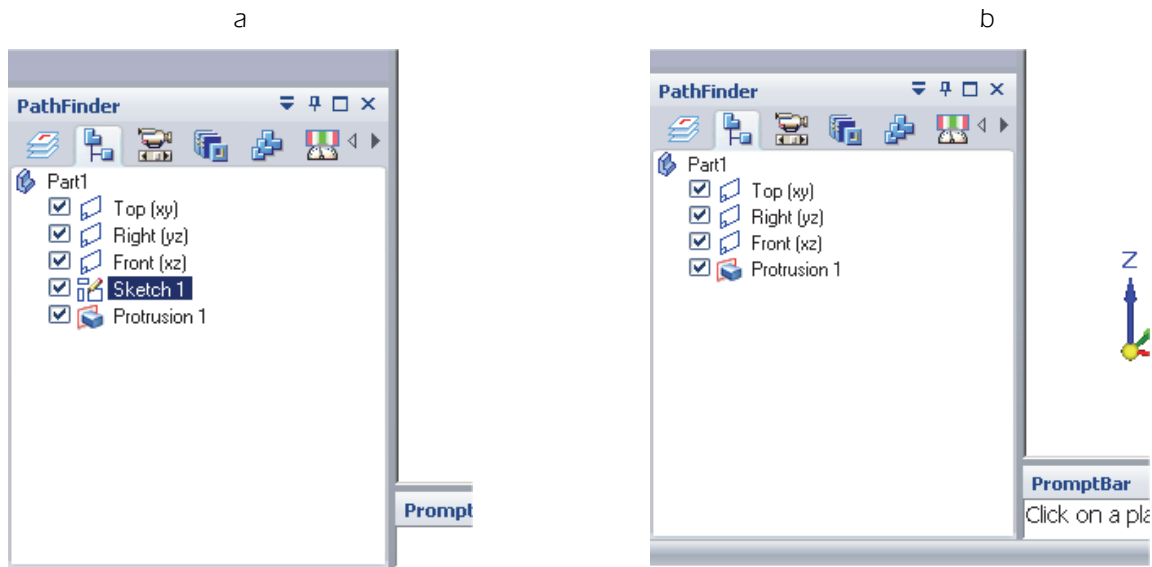 a
PathFinder
Part1
Top (xy)
Right (yz)
Front (xz)
Sketch 1
Protrusion 1
Prompt
b
PathFinder
Part1
Top (xy)
Right (yz)
Front (xz)
Protrusion 1
Z
PromptBar
Click on a pla